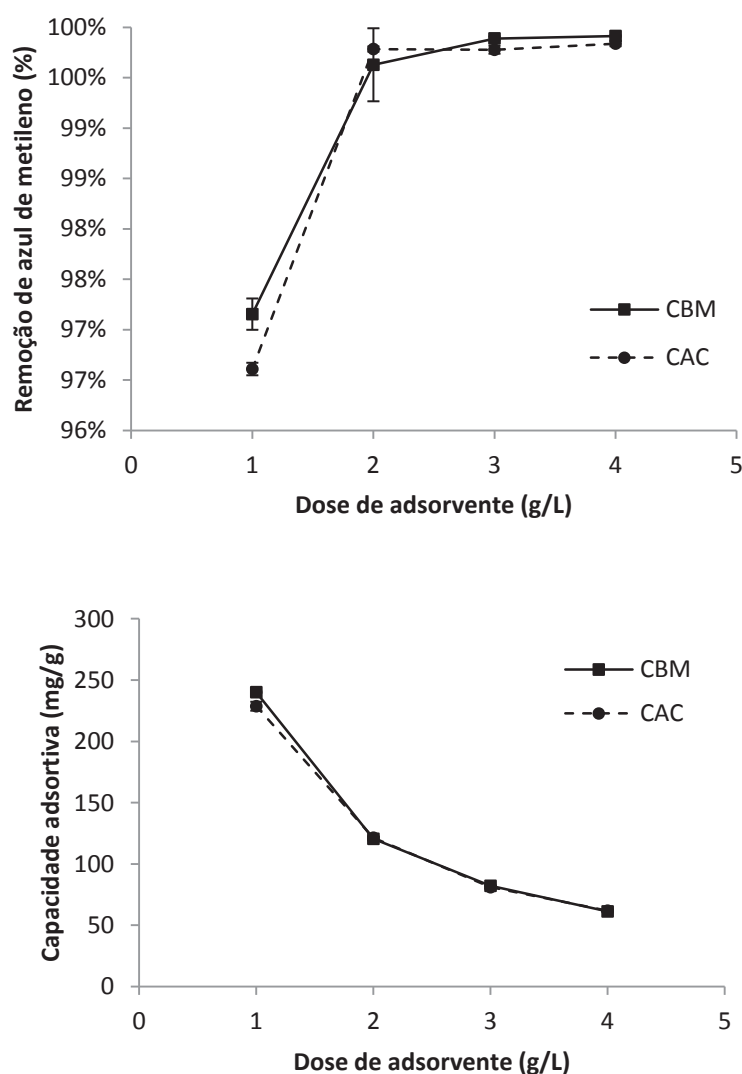 Remoção de azul de metileno (%)
100%
100%
99%
99%
98%
98%
97%
97%
96%
CBM
CAC
0 1 2 3 4 5
Dose de adsorvente (g/L)
Capacidade adsortiva (mg/g)
300
250
200
150
100
50
0
CBM
CAC
0 1 2 3 4 5
Dose de adsorvente (g/L)